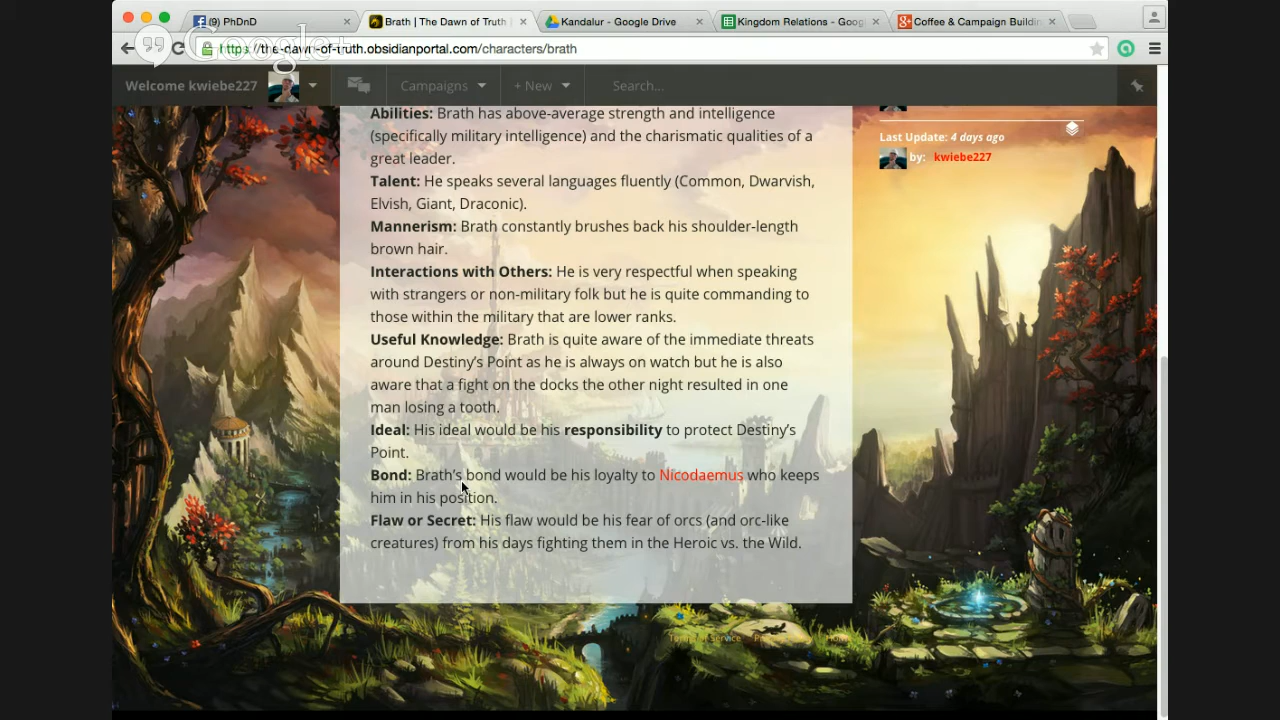 (9) PhDnD
Brath | The Dawn of Truth |
Kandalur - Google Drive
Kingdom Relations - Goog
Coffee & Campaign Buildin
Google+
https://the-dawn-of-truth.obsidianportal.com/characters/brath
Welcome kwiebe227
Campaigns
+ New
Search...
Abilities: Brath has above-average strength and intelligence
(specifically military intelligence) and the charismatic qualities of a
great leader.
Talent: He speaks several languages fluently (Common, Dwarvish,
Elvish, Giant, Draconic).
Mannerism: Brath constantly brushes back his shoulder-length
brown hair.
Interactions with Others: He is very respectful when speaking
with strangers or non-military folk but he is quite commanding to
those within the military that are lower ranks.
Useful Knowledge: Brath is quite aware of the immediate threats
around Destiny's Point as he is always on watch but he is also
aware that a fight on the docks the other night resulted in one
man losing a tooth.
Ideal: His ideal would be his responsibility to protect Destiny's
Point.
Bond: Brath's bond would be his loyalty to Nicodaemus who keeps
him in his position.
Flaw or Secret: His flaw would be his fear of orcs (and orc-like
creatures) from his days fighting them in the Heroic vs. the Wild.
Last Update: 4 days ago
by: kwiebe227
Terms of Service